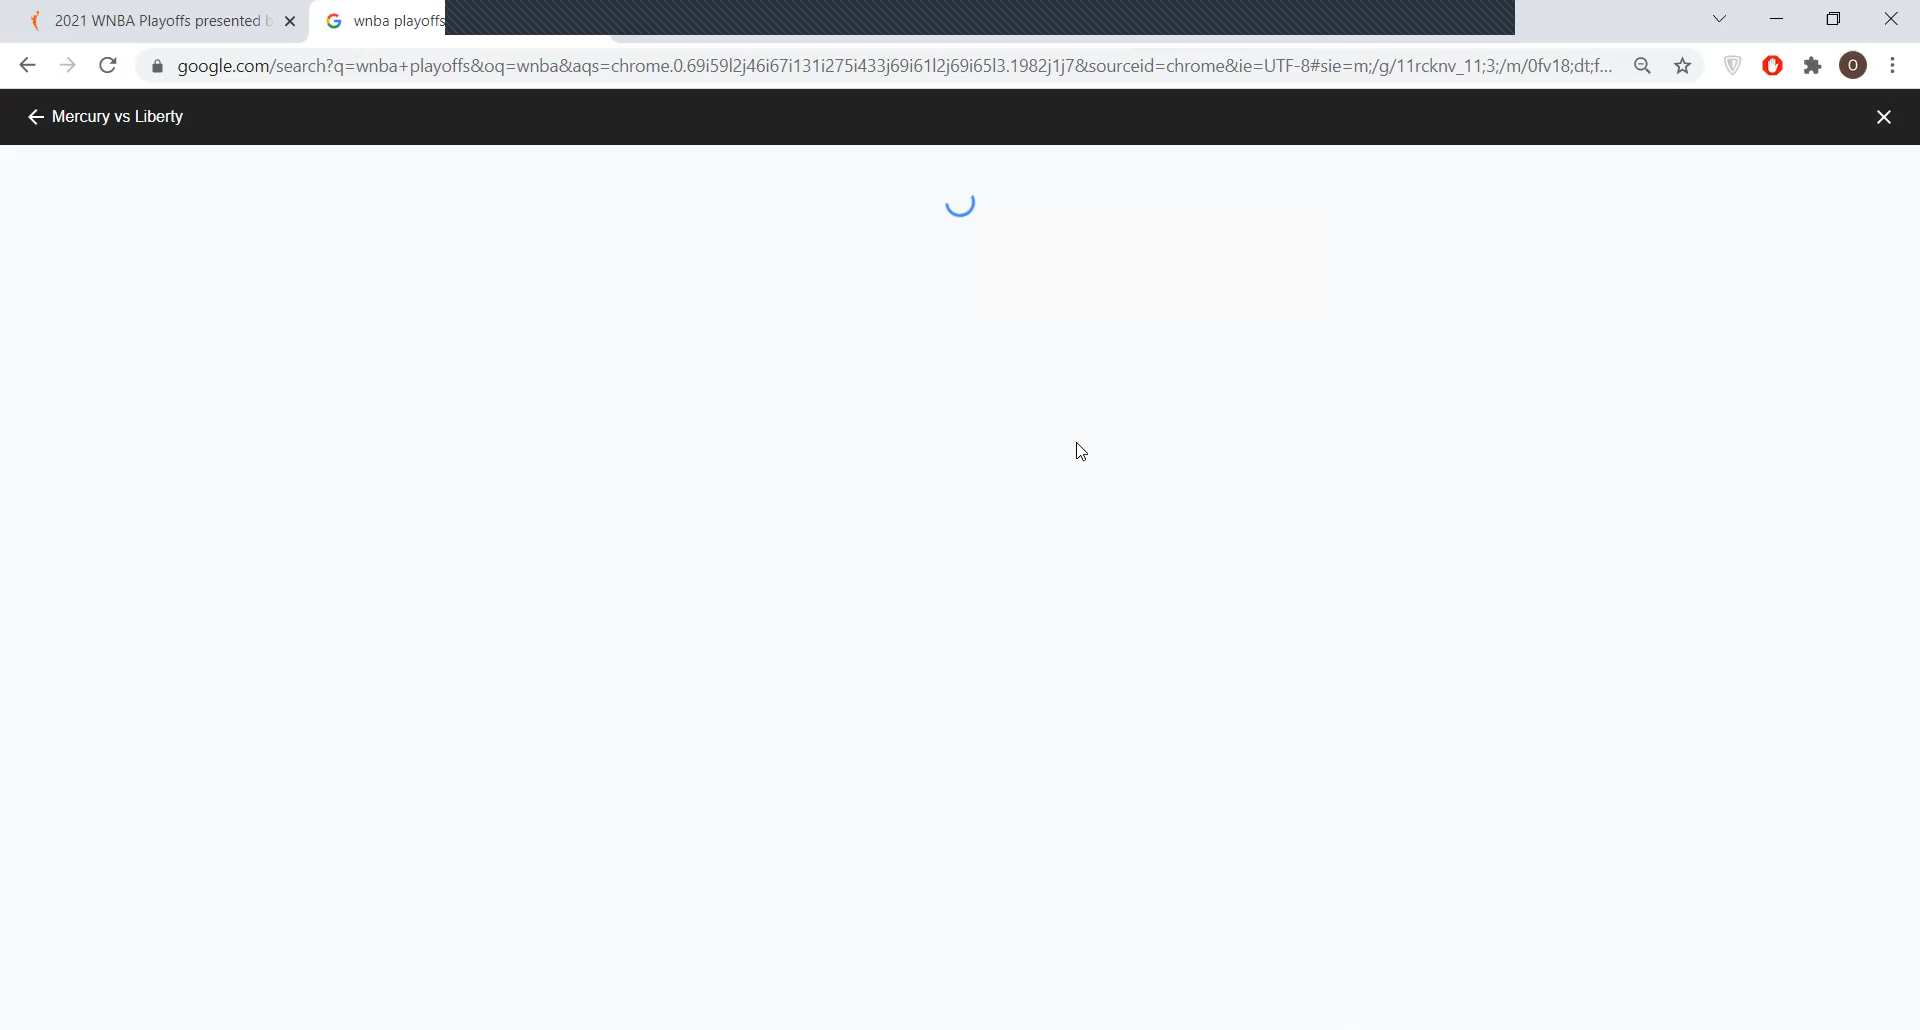 2021 WNBA Playoffs presented
wnba playoffs
google.com/search?q=wnba+playoffs&oq=wnba&aqs=chrome.0.69i59l2j46i67i131i275i433j69i61l2j69i65l3.1982j1j7&sourceid=chrome&ie=UTF-8#sie=m;/g/11rcknv_11;3;/m/0fv18;dt;f...
O
Mercury vs Liberty